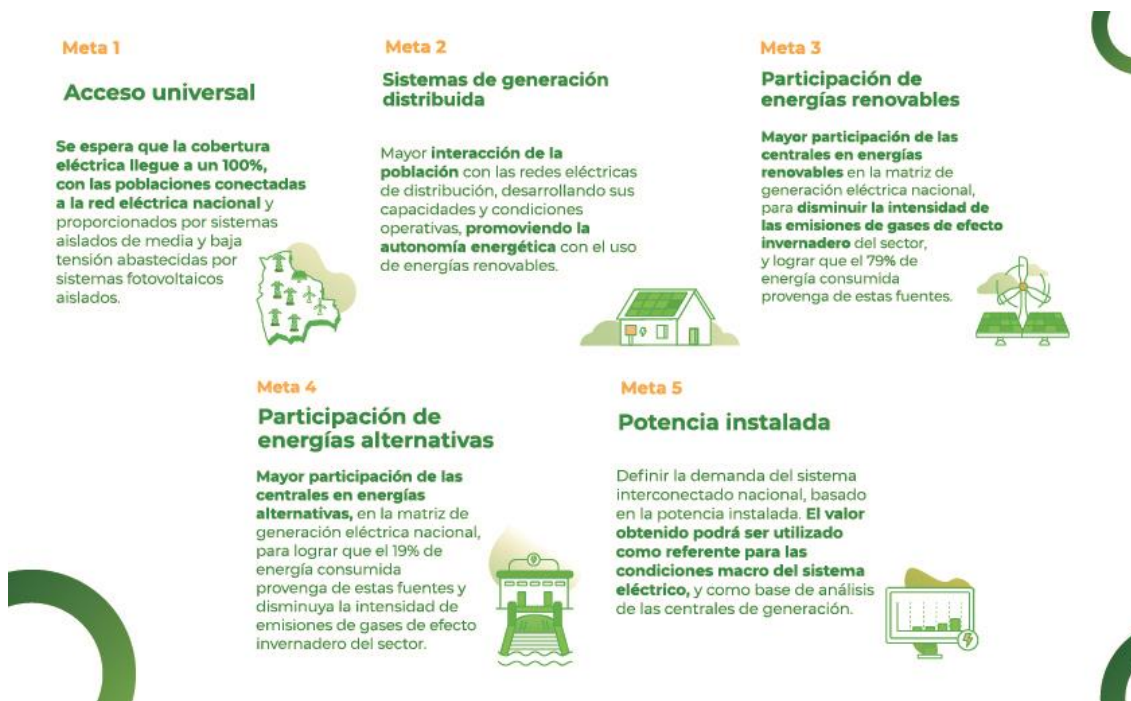 Meta 1
Acceso universal
Se espera que la cobertura
eléctrica llegue a un 100%,
con las poblaciones conectadas
a la red eléctrica nacional y
proporcionados por sistemas
aislados de media y baja
tensión abastecidas por
sistemas fotovoltaicos
aislados.
Meta 2
Sistemas de generación
distribuida
Mayor interacción de la
población con las redes eléctricas
de distribución, desarrollando sus
capacidades y condiciones
operativas, promoviendo la
autonomía energética con el uso
de energías renovables.
Meta 3
Participación de
energías renovables
Mayor participación de las
centrales en energías
renovables en la matriz de
generación eléctrica nacional,
para disminuir la intensidad de
las emisiones de gases de efecto
invernadero del sector,
y lograr que el 79% de
energía consumida
provenga de estas fuentes.
Meta 4
Participación de
energías alternativas
Mayor participación de las
centrales en energías
alternativas, en la matriz de
generación eléctrica nacional,
para lograr que el 19% de
energía consumida
provenga de estas fuentes y
disminuya la intensidad de
emisiones de gases de efecto
invernadero del sector.
Meta 5
Potencia instalada
Definir la demanda del sistema
interconectado nacional, basado
en la potencia instalada. El valor
obtenido podrá ser utilizado
como referente para las
condiciones macro del sistema
eléctrico, y como base de análisis
de las centrales de generación.